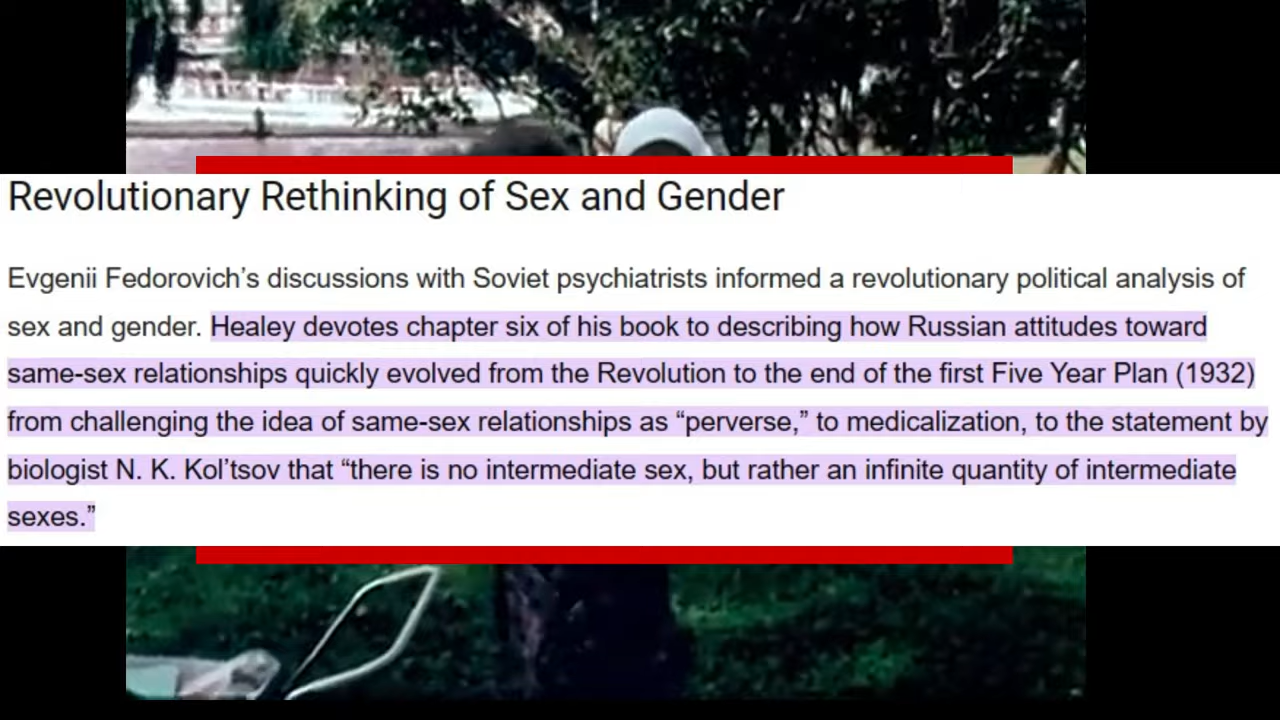 Revolutionary Rethinking of Sex and Gender
Evgenii Fedorovich’s discussions with Soviet psychiatrists informed a revolutionary political analysis of
sex and gender. Healey devotes chapter six of his book to describing how Russian attitudes toward
same-sex relationships quickly evolved from the Revolution to the end of the first Five Year Plan (1932)
from challenging the idea of same-sex relationships as “perverse,” to medicalization, to the statement by
biologist N. K. Kol’tsov that “there is no intermediate sex, but rather an infinite quantity of intermediate
sexes.”